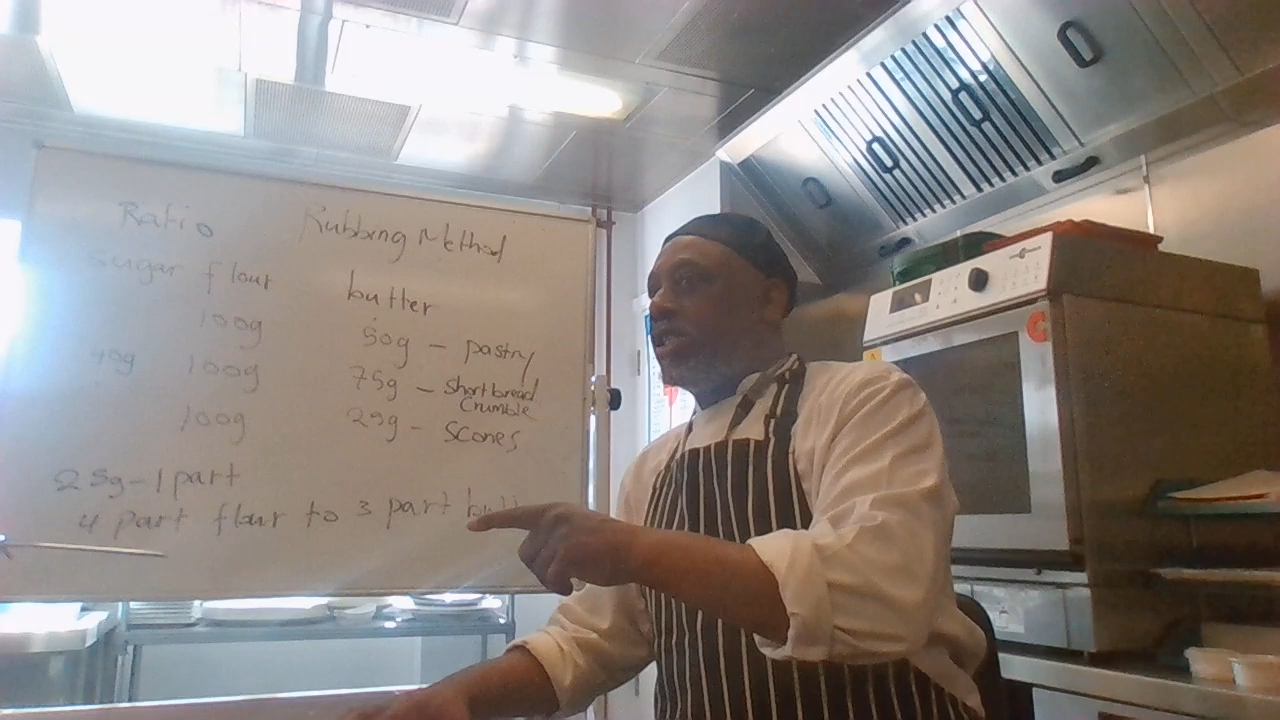 Ratio Rubbing Method
Sugar flour butter
100g 50g - pastry
40g 100g 75g - Shortbread
Crumble
100g 25g - Scones
25g - 1 part
4 part flour to 3 part